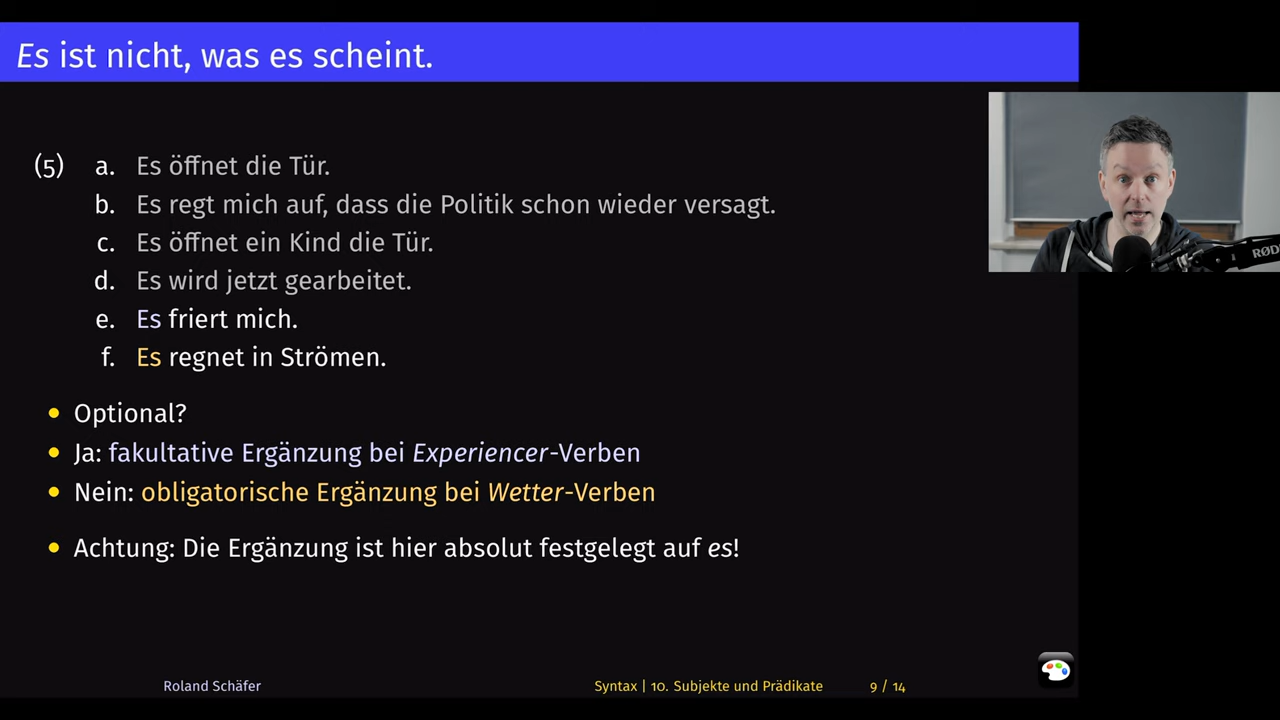 Es ist nicht, was es scheint.
(5) a. Es öffnet die Tür.
b. Es regt mich auf, dass die Politik schon wieder versagt.
c. Es öffnet ein Kind die Tür.
d. Es wird jetzt gearbeitet.
e. Es friert mich.
f. Es regnet in Strömen.
• Optional?
• Ja: fakultative Ergänzung bei Experiencer-Verben
• Nein: obligatorische Ergänzung bei Wetter-Verben
• Achtung: Die Ergänzung ist hier absolut festgelegt auf es!
RØD
Roland Schäfer Syntax | 10. Subjekte und Prädikate 9 / 14